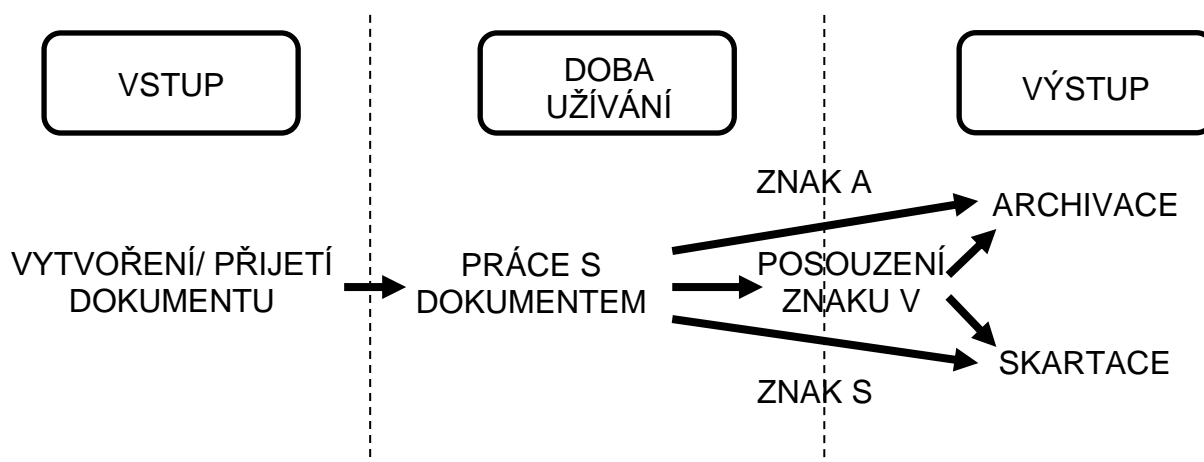 VSTUP
DOBA
UŽÍVÁNÍ
VÝSTUP
ZNAK A
ARCHIVACE
VYTVOŘENÍ/ PŘIJETÍ
DOKUMENTU
PRÁCE S
DOKUMENTEM
POSOUZENÍ
ZNAKU V
SKARTACE
ZNAK S